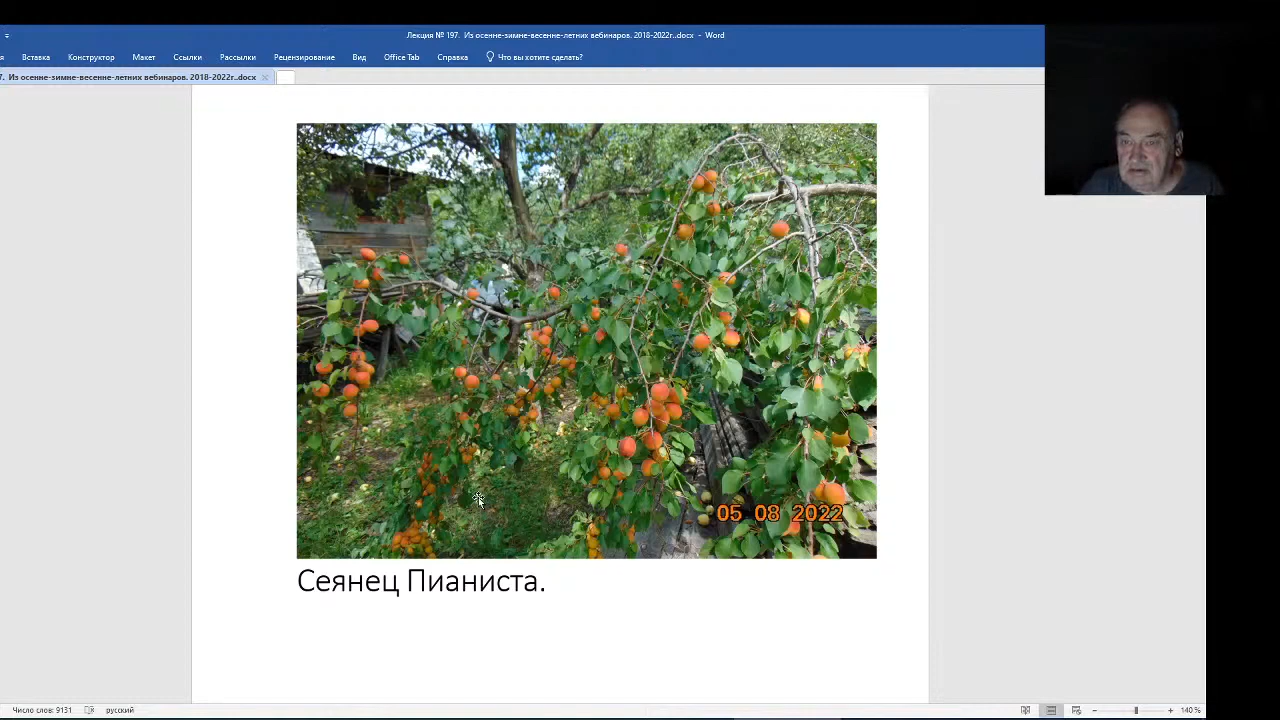 Лекция № 197. Из осенне-зимне-весенне-летних вебинаров. 2018-2022г..docx - Word
Вставка Конструктор Макет Ссылки Рассылки Рецензирование Вид Office Tab Справка Что вы хотите сделать?
7. Из осенне-зимне-весенне-летних вебинаров. 2018-2022г..docx
05 08 2022
Сеянец Пианиста.
Число слов: 9131 русский 140 %